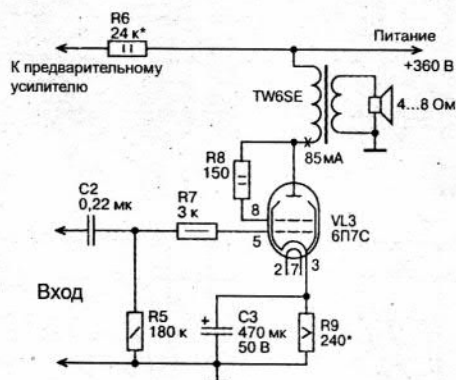 R6
24 к*
Питание
К предварительному
усилителю
+360 В
TW6SE
4...8 Ом
85мА
R8
150
C2
0,22 мк
R7
3 к
8
5
VL3
6П7С
2
7
3
Вход
R5
180 к
+
C3
470 мк
50 В
R9
240*